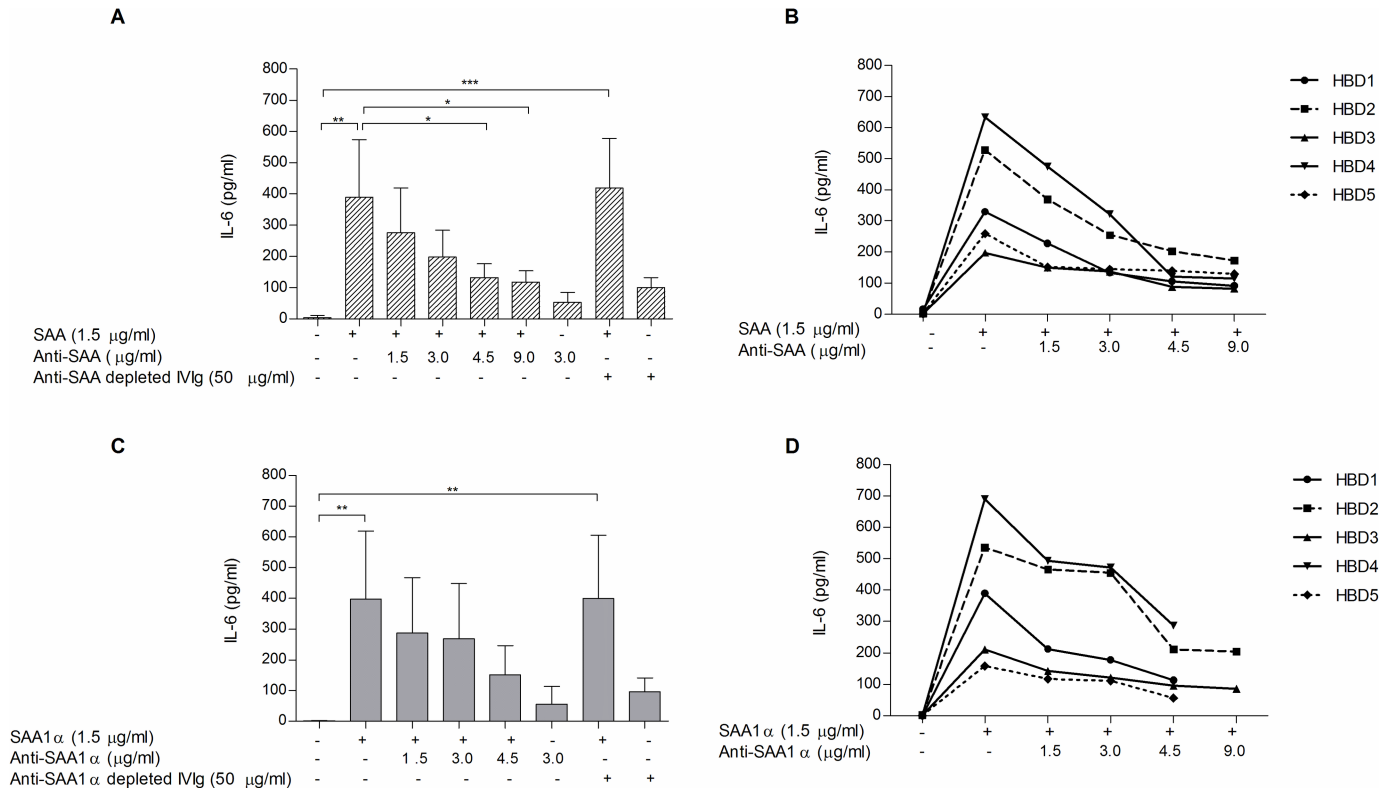 A
800
700
600
500
400
300
200
100
0
IL-6 (pg/ml)
***
*
**
*
SAA (1.5 μg/ml) - + + + + + - + -
Anti-SAA (μg/ml) - - 1.5 3.0 4.5 9.0 3.0 - -
Anti-SAA depleted IVIg (50 μg/ml) - - - - - - - + +
B
800
700
600
500
400
300
200
100
0
IL-6 (pg/ml)
HBD1
HBD2
HBD3
HBD4
HBD5
SAA (1.5 μg/ml) - + + + + +
Anti-SAA (μg/ml) - - 1.5 3.0 4.5 9.0
C
800
700
600
500
400
300
200
100
0
IL-6 (pg/ml)
**
**
SAA1α (1.5 μg/ml) - + + + + - + -
Anti-SAA1α (μg/ml) - - 1.5 3.0 4.5 3.0 - -
Anti-SAA1α depleted IVIg (50 μg/ml) - - - - - - + +
D
800
700
600
500
400
300
200
100
0
IL-6 (pg/ml)
HBD1
HBD2
HBD3
HBD4
HBD5
SAA1α (1.5 μg/ml) - + + + + +
Anti-SAA1α (μg/ml) - - 1.5 3.0 4.5 9.0